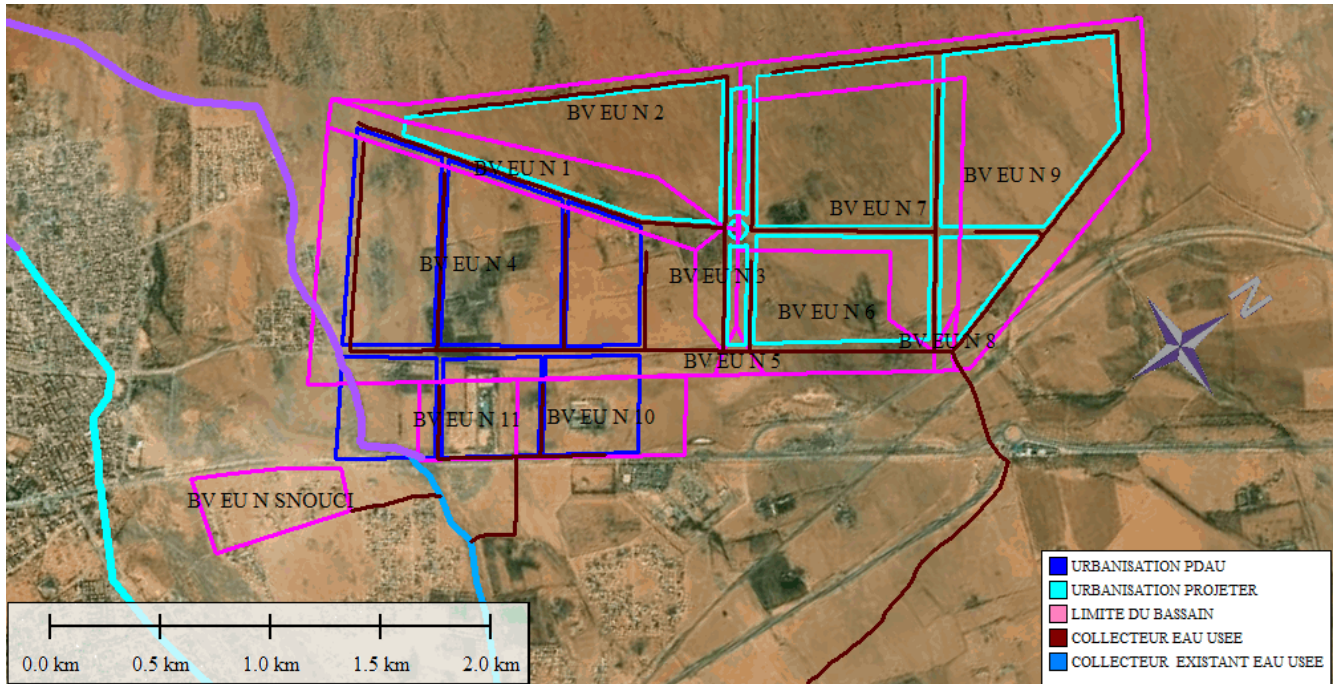 BV EU N 2
BV EU N 1
BV EU N 9
BV EU N 7
BV EU N 4
BV EU N 3
BV EU N 6
BV EU N 8
BV EU N 5
BV EU N 11
BV EU N 10
BV EU N SNOUCI
N
URBANISATION PDAU
URBANISATION PROJETER
LIMITE DU BASSAIN
COLLECTEUR EAU USEE
COLLECTEUR EXISTANT EAU USEE
0.0 km 0.5 km 1.0 km 1.5 km 2.0 km